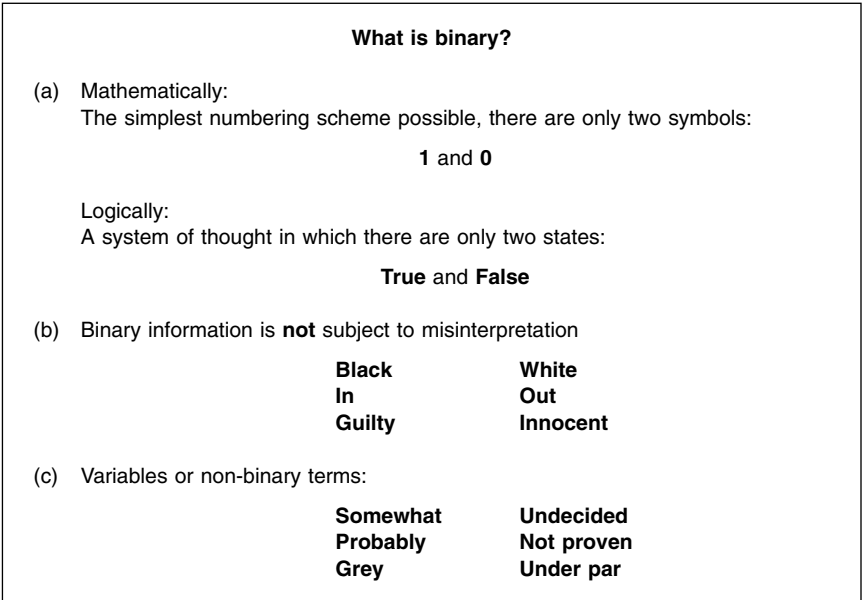 What is binary?
(a) Mathematically:
The simplest numbering scheme possible, there are only two symbols:
1 and 0
Logically:
A system of thought in which there are only two states:
True and False
(b) Binary information is not subject to misinterpretation
Black White
In Out
Guilty Innocent
(c) Variables or non-binary terms:
Somewhat Undecided
Probably Not proven
Grey Under par